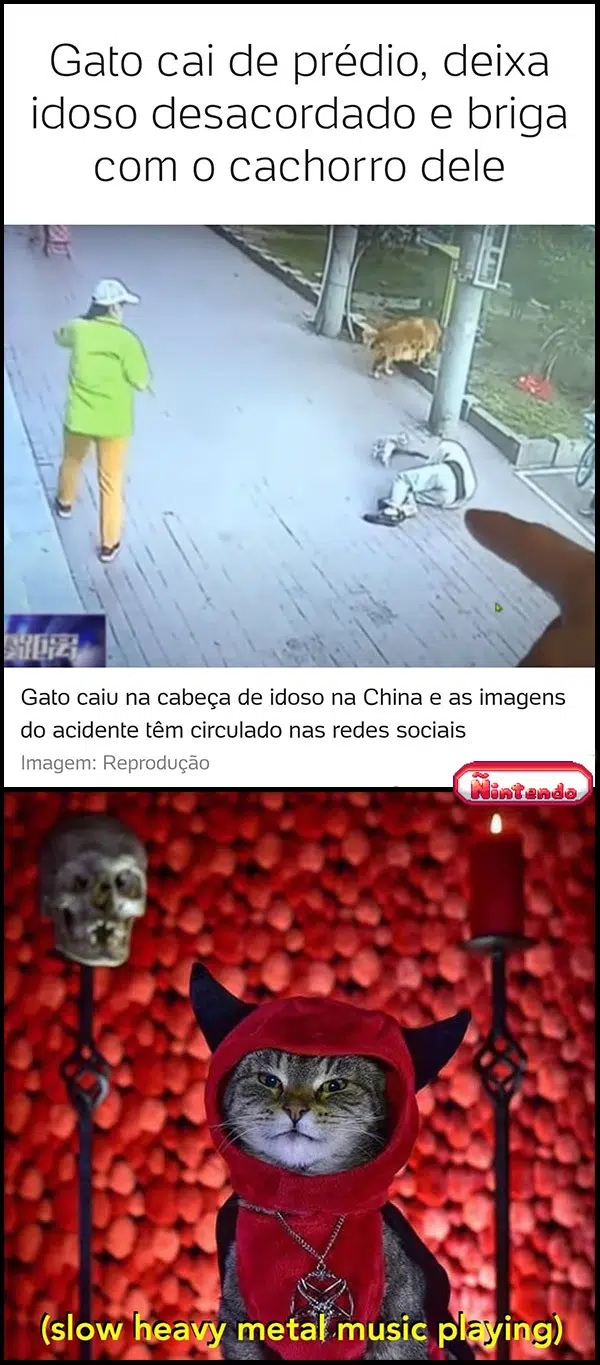 Gato cai de prédio, deixa
idoso desacordado e briga
com o cachorro dele
Gato caiu na cabeça de idoso na China e as imagens
do acidente têm circulado nas redes sociais
Imagem: Reprodução
Ñintendo
(slow heavy metal music playing)